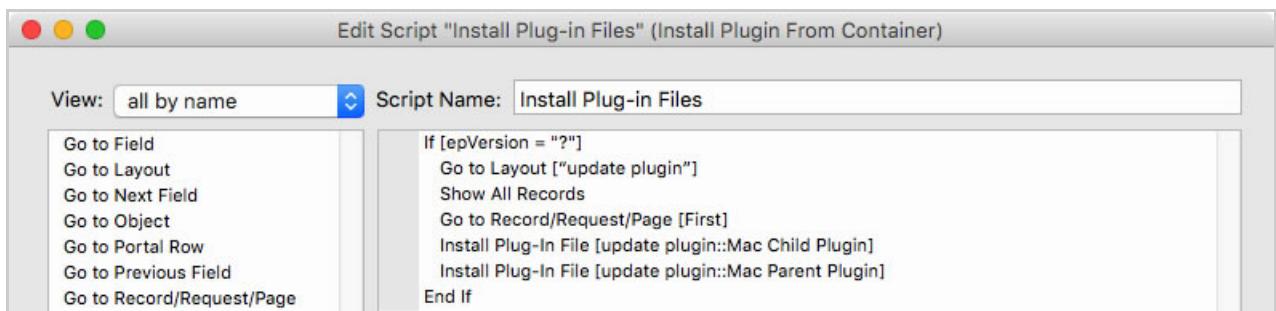 Edit Script "Install Plug-in Files" (Install Plugin From Container)
View: all by name Script Name: Install Plug-in Files
Go to Field
Go to Layout
Go to Next Field
Go to Object
Go to Portal Row
Go to Previous Field
Go to Record/Request/Page
If [epVersion = "?"]
Go to Layout [“update plugin”]
Show All Records
Go to Record/Request/Page [First]
Install Plug-In File [update plugin::Mac Child Plugin]
Install Plug-In File [update plugin::Mac Parent Plugin]
End If